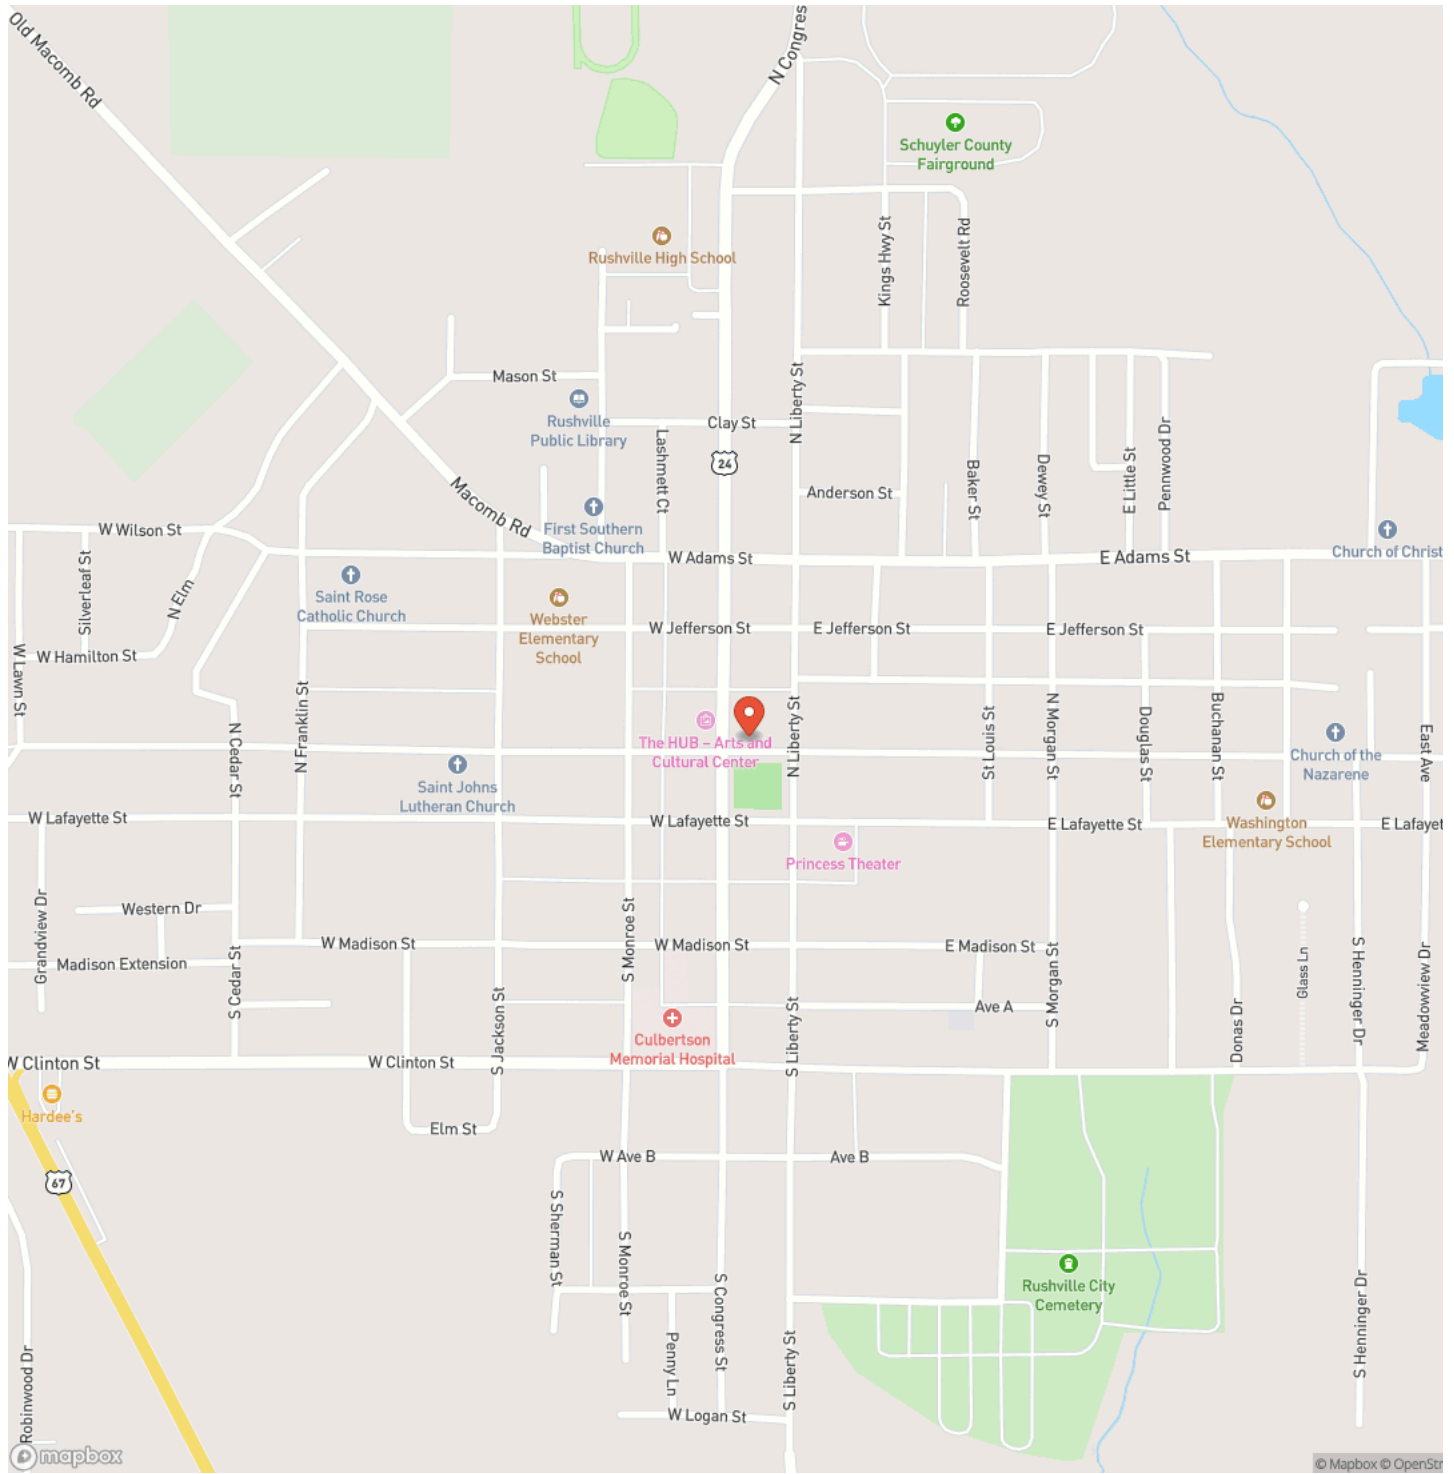 Old Macomb Rd
N Congres
Schuyler County
Fairground
Kings Hwy St
Roosevelt Rd
Rushville High School
Mason St
N Liberty St
Rushville
Public Library
Clay St
Lashmett Ct
24
Baker St
Dewey St
E Little St
Pennwood Dr
Anderson St
Macomb Rd
W Wilson St
First Southern
Baptist Church
W Adams St
E Adams St
Church of Christ
Silverleaf St
N Elm
Saint Rose
Catholic Church
Webster
Elementary
School
W Jefferson St
E Jefferson St
E Jefferson St
W Hamilton St
W Lawn St
N Franklin St
N Cedar St
The HUB – Arts and
Cultural Center
N Liberty St
St Louis St
N Morgan St
Douglas St
Buchanan St
Church of the
Nazarene
East Ave
Saint Johns
Lutheran Church
W Lafayette St
W Lafayette St
E Lafayette St
Washington
Elementary School
E Lafayet
Princess Theater
Grandview Dr
Western Dr
S Monroe St
W Madison St
W Madison St
E Madison St
Madison Extension
S Cedar St
S Jackson St
S Liberty St
Ave A
S Morgan St
Donas Dr
Glass Ln
S Henninger Dr
Meadowview Dr
Culbertson
Memorial Hospital
W Clinton St
W Clinton St
Hardee's
Elm St
67
W Ave B
Ave B
S Sherman St
S Monroe St
S Congress St
Penny Ln
S Liberty St
Rushville City
Cemetery
S Henninger Dr
Robinwood Dr
W Logan St
mapbox
© Mapbox © OpenStr